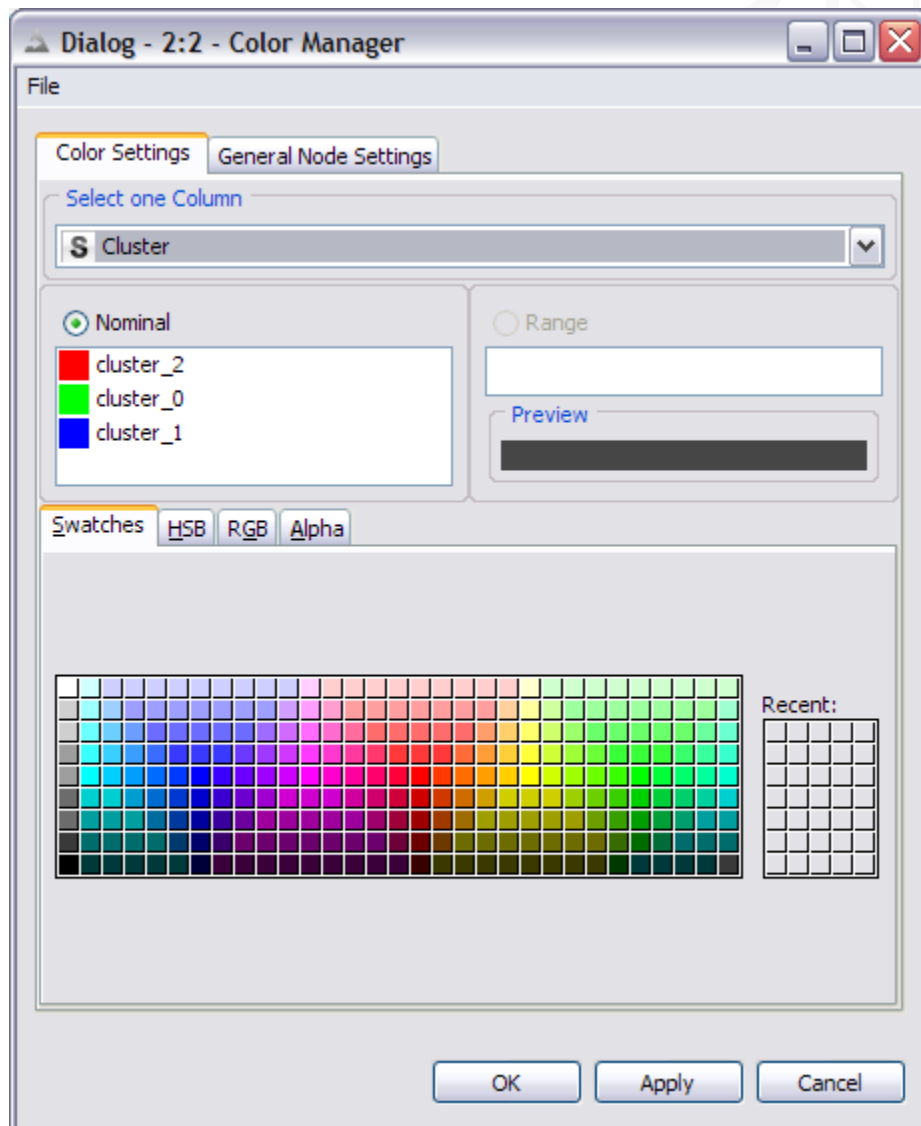 Dialog - 2:2 - Color Manager
File
Color Settings
General Node Settings
Select one Column
S Cluster
Nominal
cluster_2
cluster_0
cluster_1
Range
Preview
Swatches
HSB
RGB
Alpha
Recent:
OK
Apply
Cancel